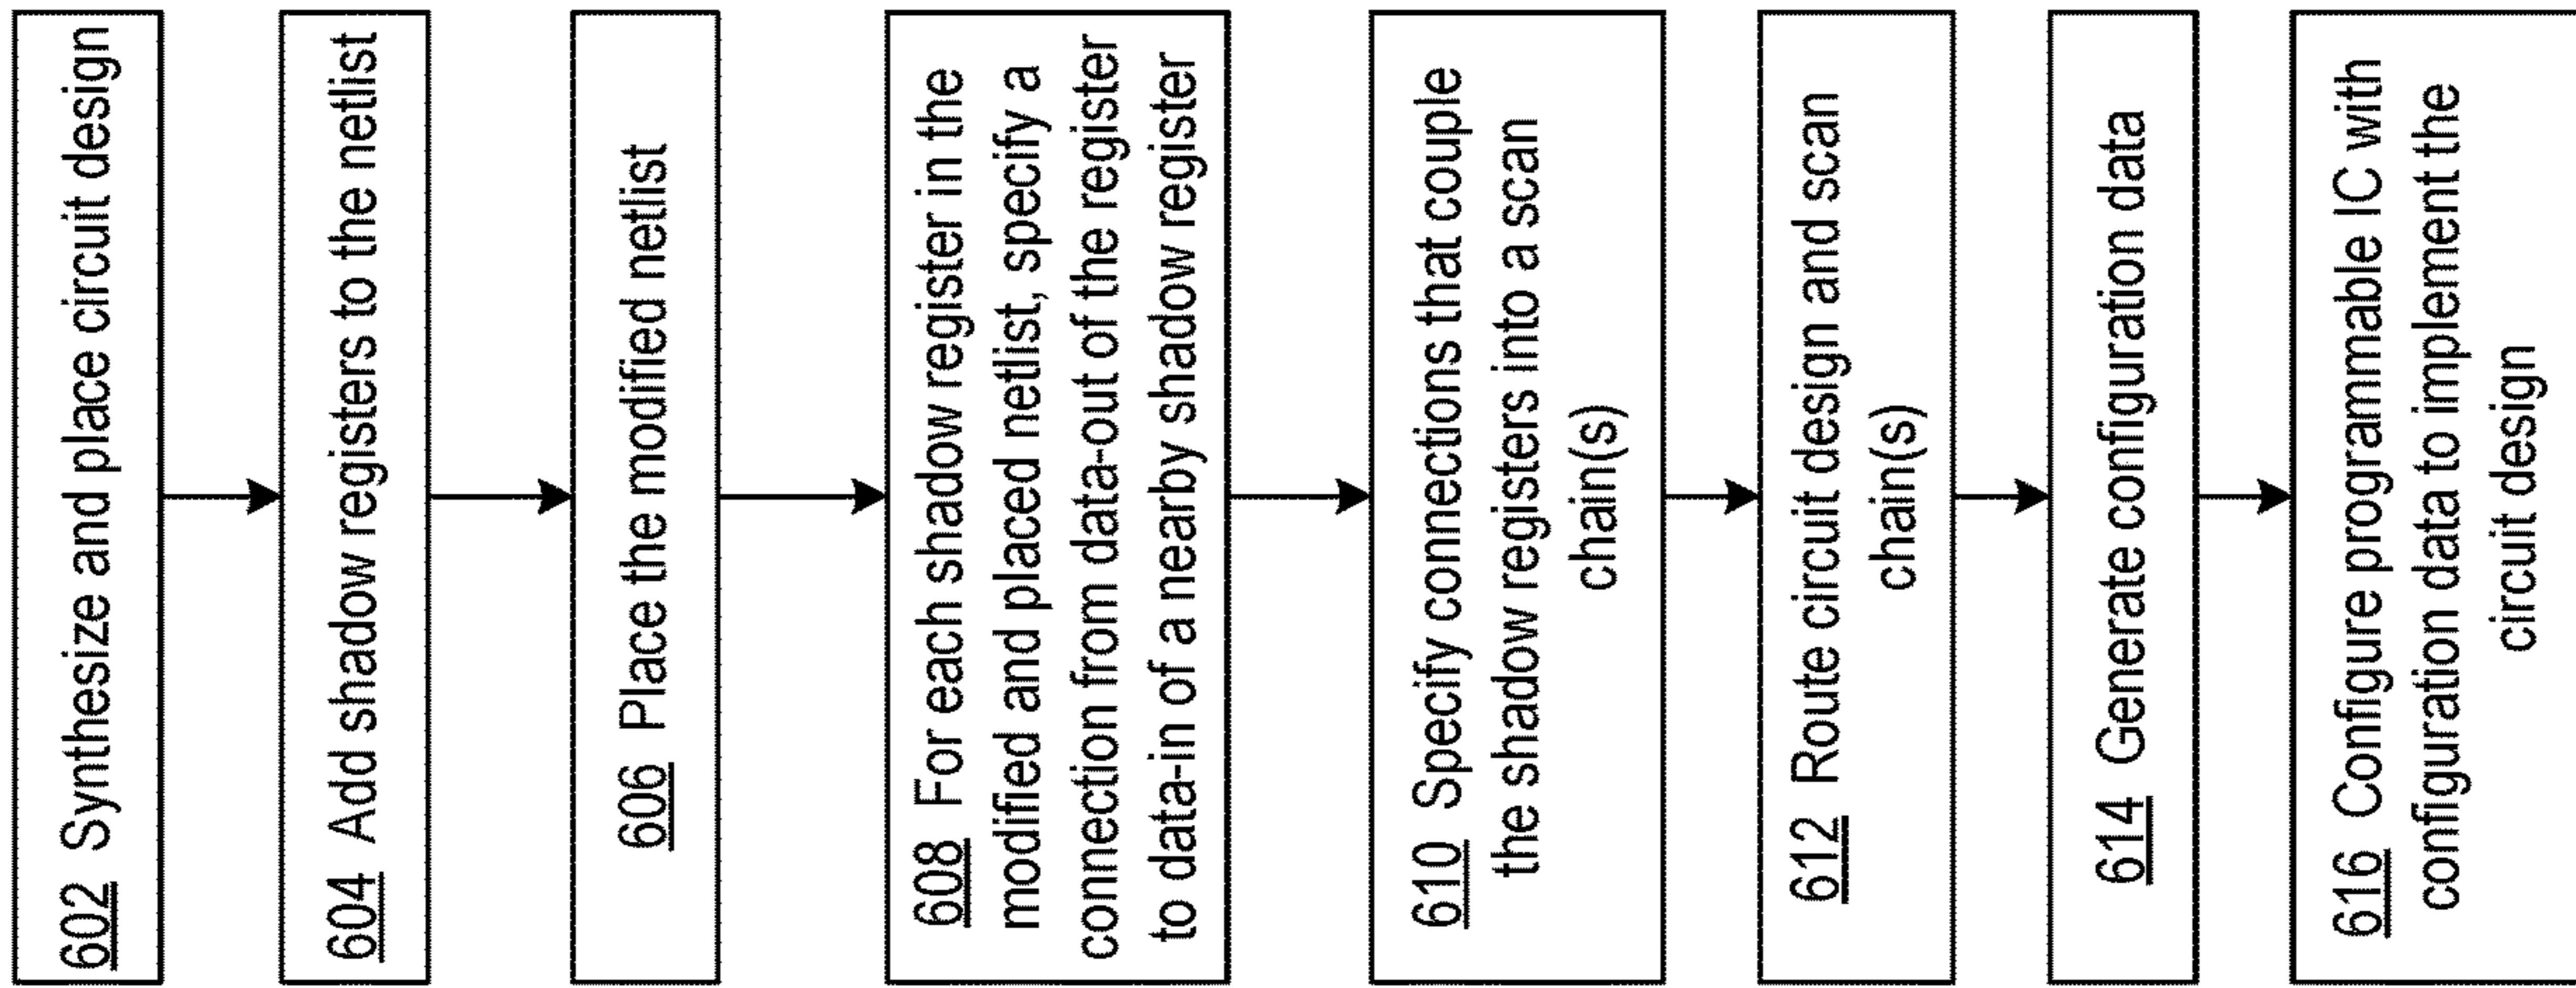 602 Synthesize and place circuit design
604 Add shadow registers to the netlist
606 Place the modified netlist
608 For each shadow register in the
modified and placed netlist, specify a
connection from data-out of the register
to data-in of a nearby shadow register
610 Specify connections that couple
the shadow registers into a scan
chain(s)
612 Route circuit design and scan
chain(s)
614 Generate configuration data
616 Configure programmable IC with
configuration data to implement the
circuit design